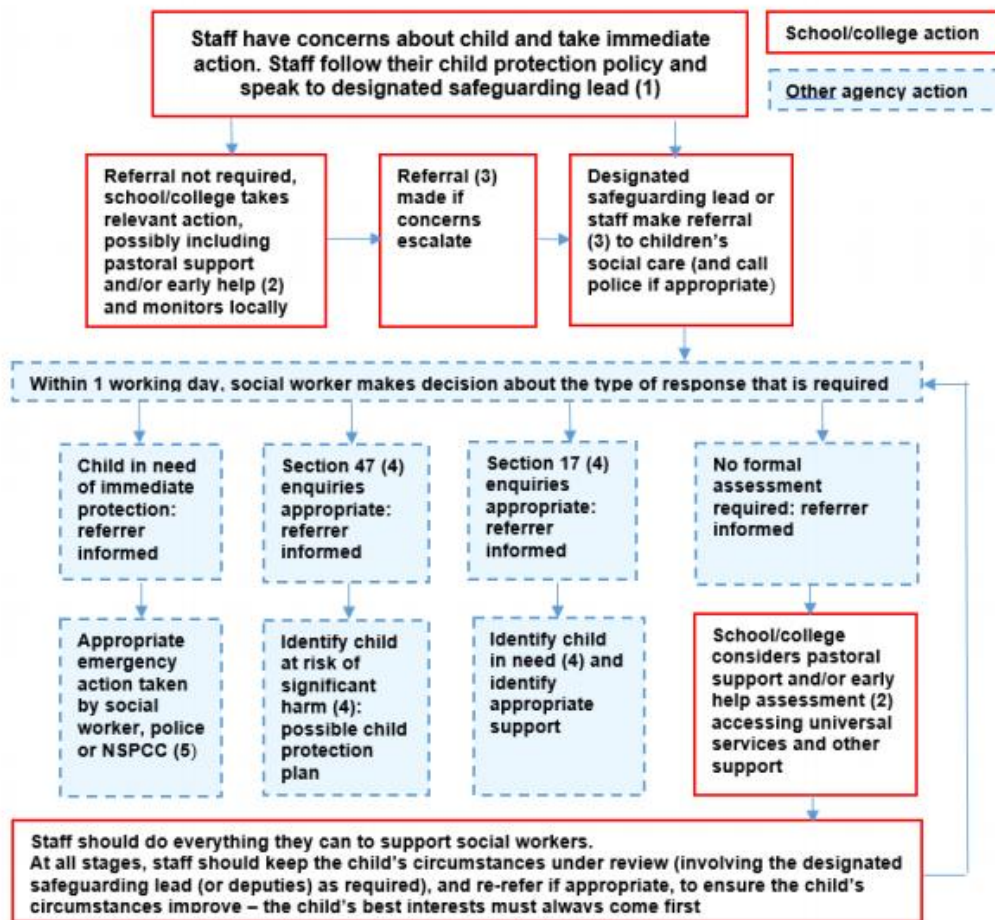 Staff have concerns about child and take immediate
action. Staff follow their child protection policy and
speak to designated safeguarding lead (1)
School/college action
Other agency action
Referral not required,
school/college takes
relevant action,
possibly including
pastoral support
and/or early help (2)
and monitors locally
Referral (3)
made if
concerns
escalate
Designated
safeguarding lead or
staff make referral
(3) to children's
social care (and call
police if appropriate)
Within 1 working day, social worker makes decision about the type of response that is required
Child in need
of immediate
protection:
referrer
informed
Section 47 (4)
enquiries
appropriate:
referrer
informed
Section 17 (4)
enquiries
appropriate:
referrer
informed
No formal
assessment
required: referrer
informed
Appropriate
emergency
action taken
by social
worker, police
or NSPCC (5)
Identify child
at risk of
significant
harm (4):
possible child
protection
plan
Identify child
in need (4) and
identify
appropriate
support
School/college
considers pastoral
support and/or early
help assessment (2)
accessing universal
services and other
support
Staff should do everything they can to support social workers.
At all stages, staff should keep the child's circumstances under review (involving the designated
safeguarding lead (or deputies) as required), and re-refer if appropriate, to ensure the child's
circumstances improve – the child's best interests must always come first